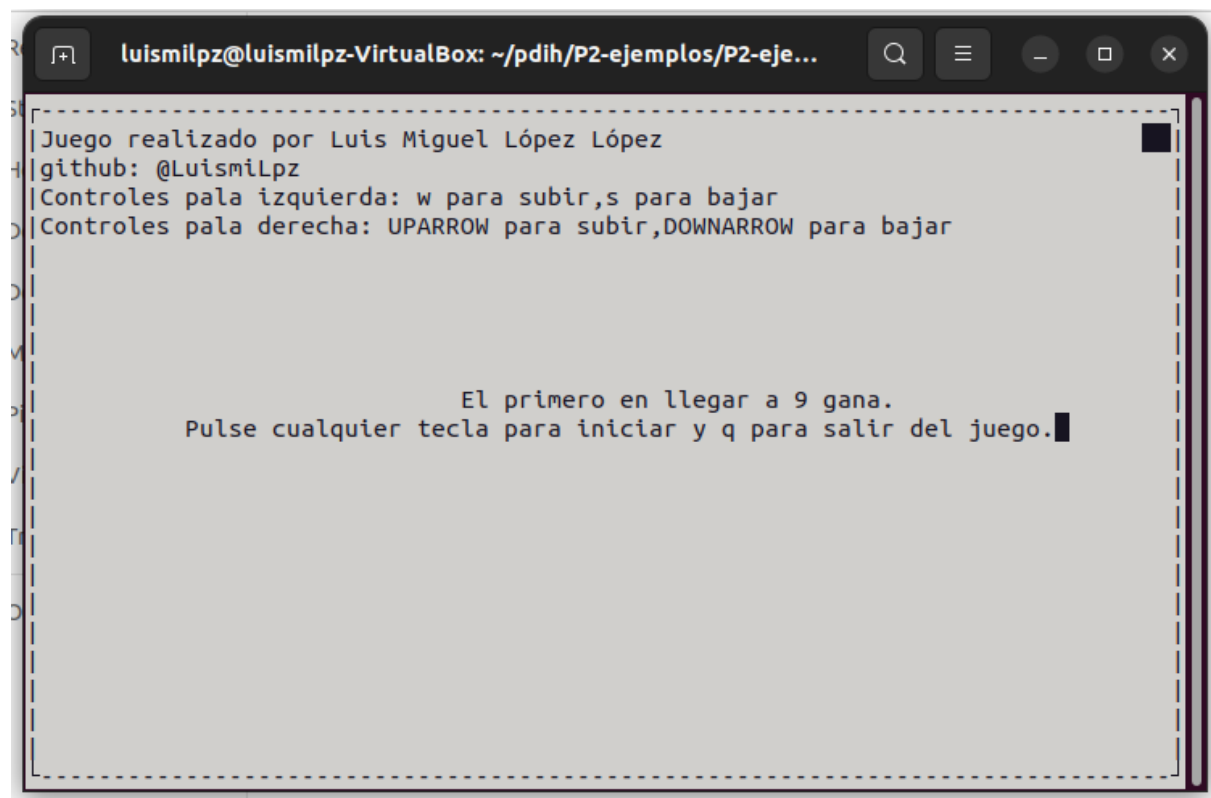 luismilpz@luismilpz-VirtualBox: ~/pdih/P2-ejemplos/P2-eje...
Juego realizado por Luis Miguel López López
github: @LuismiLpz
Controles pala izquierda: w para subir,s para bajar
Controles pala derecha: UPARROW para subir,DOWNARROW para bajar
El primero en llegar a 9 gana.
Pulse cualquier tecla para iniciar y q para salir del juego.